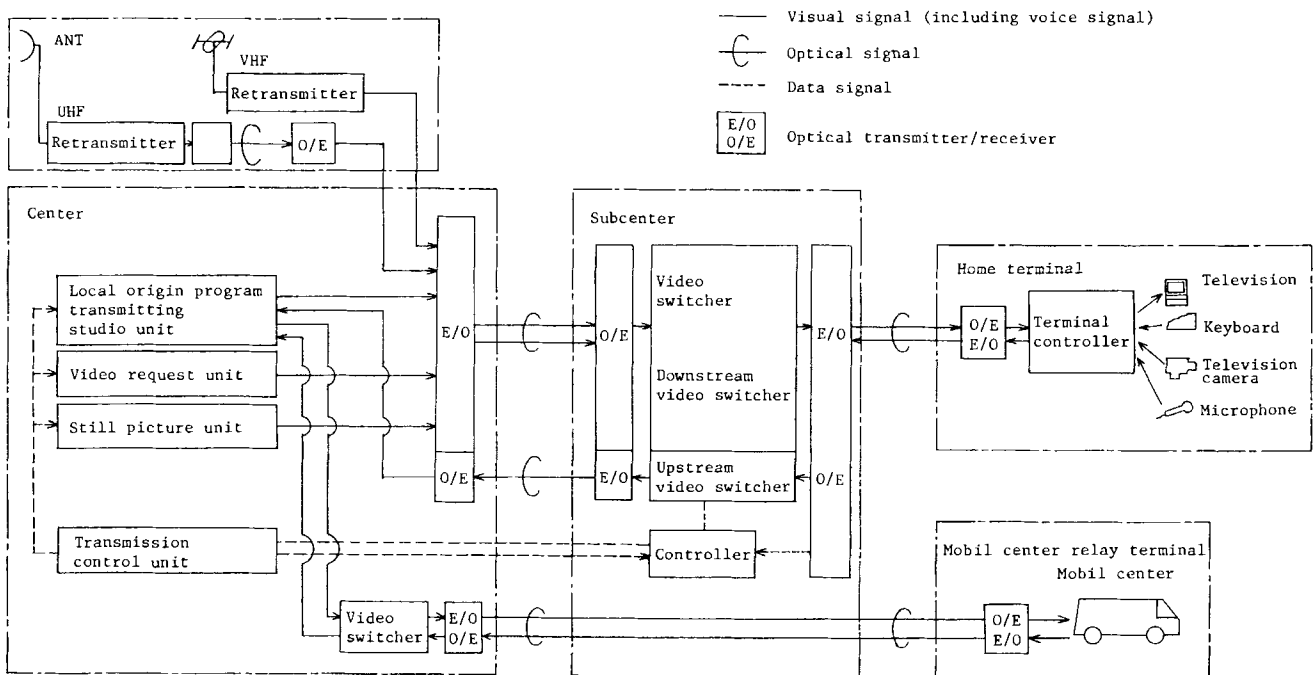 ANT
VHF
Retransmitter
UHF
Retransmitter
O/E
Visual signal (including voice signal)
Optical signal
Data signal
E/O
O/E
Optical transmitter/receiver
Center
Local origin program
transmitting
studio unit
Video request unit
Still picture unit
Transmission
control unit
E/O
O/E
Video
switcher
E/O
O/E
Subcenter
O/E
E/O
Video
switcher
Downstream
video switcher
Upstream
video switcher
Controller
E/O
O/E
Home terminal
O/E
E/O
Terminal
controller
Television
Keyboard
Television
camera
Microphone
Mobil center relay terminal
Mobil center
O/E
E/O